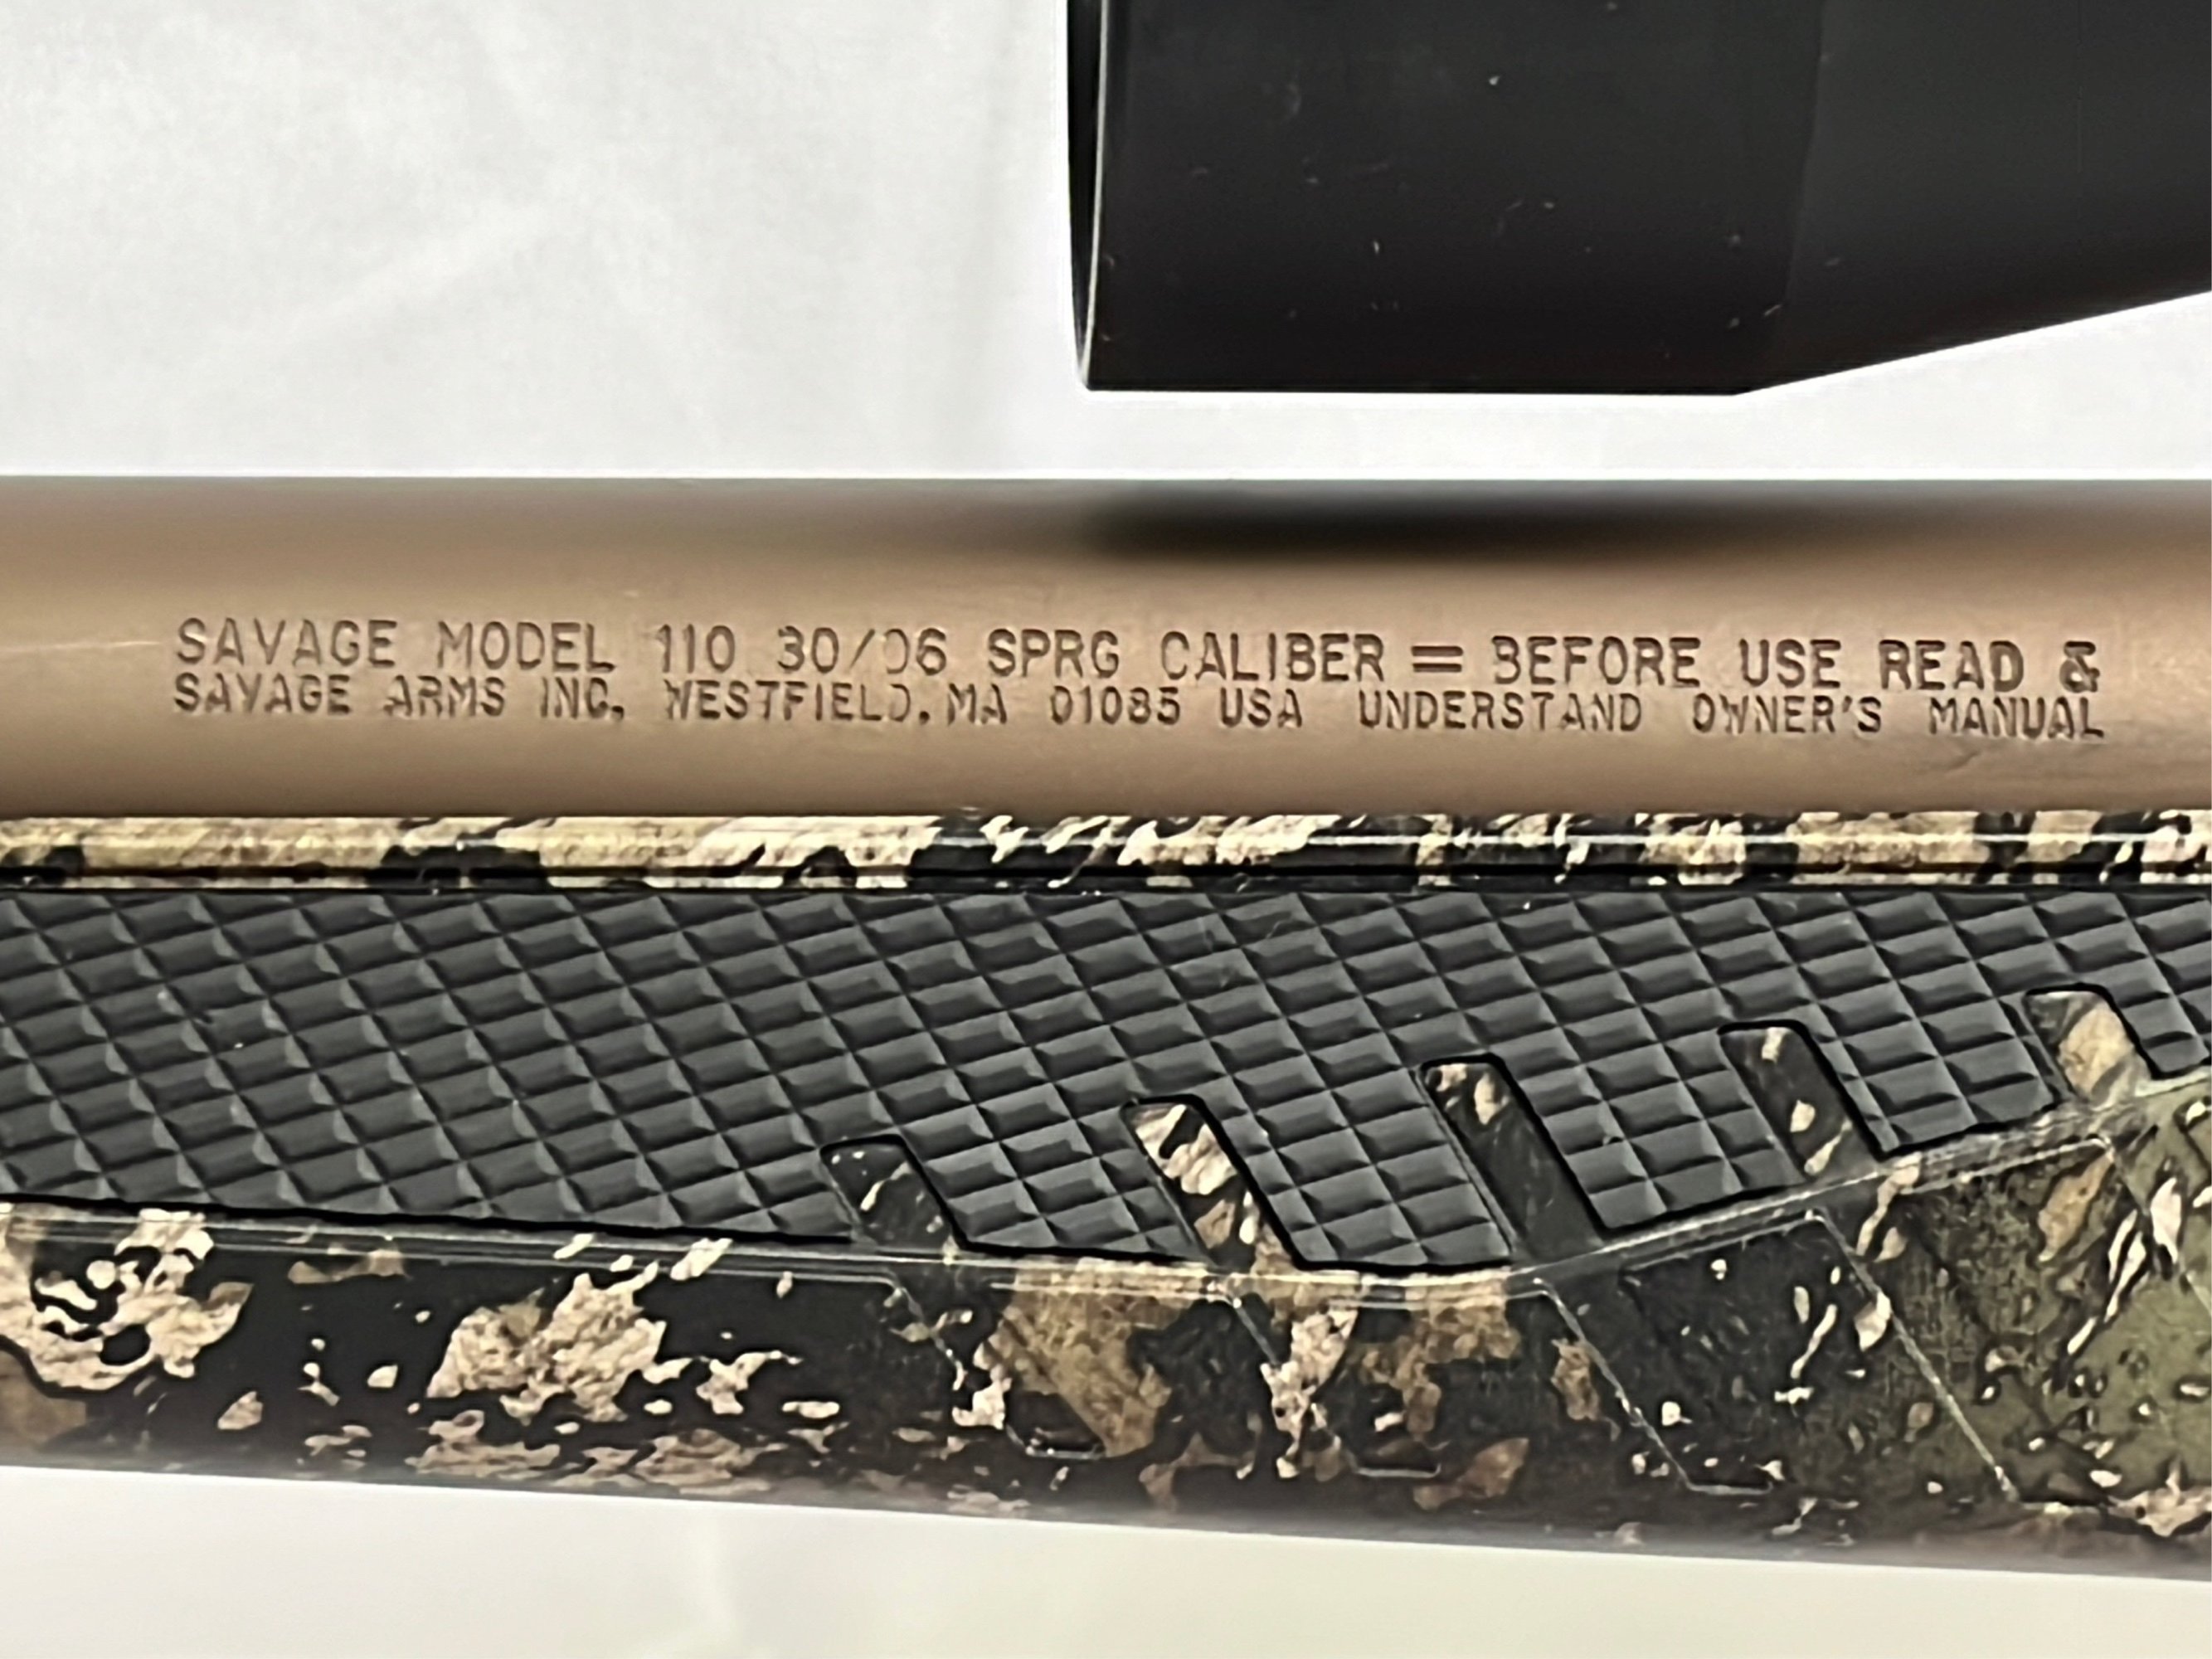 SAVAGE MODEL 110 30/06 SPRG CALIBER = BEFORE USE READ &
SAVAGE ARMS INC. WESTFIELD, MA 01085 USA UNDERSTAND OWNER'S MANUAL